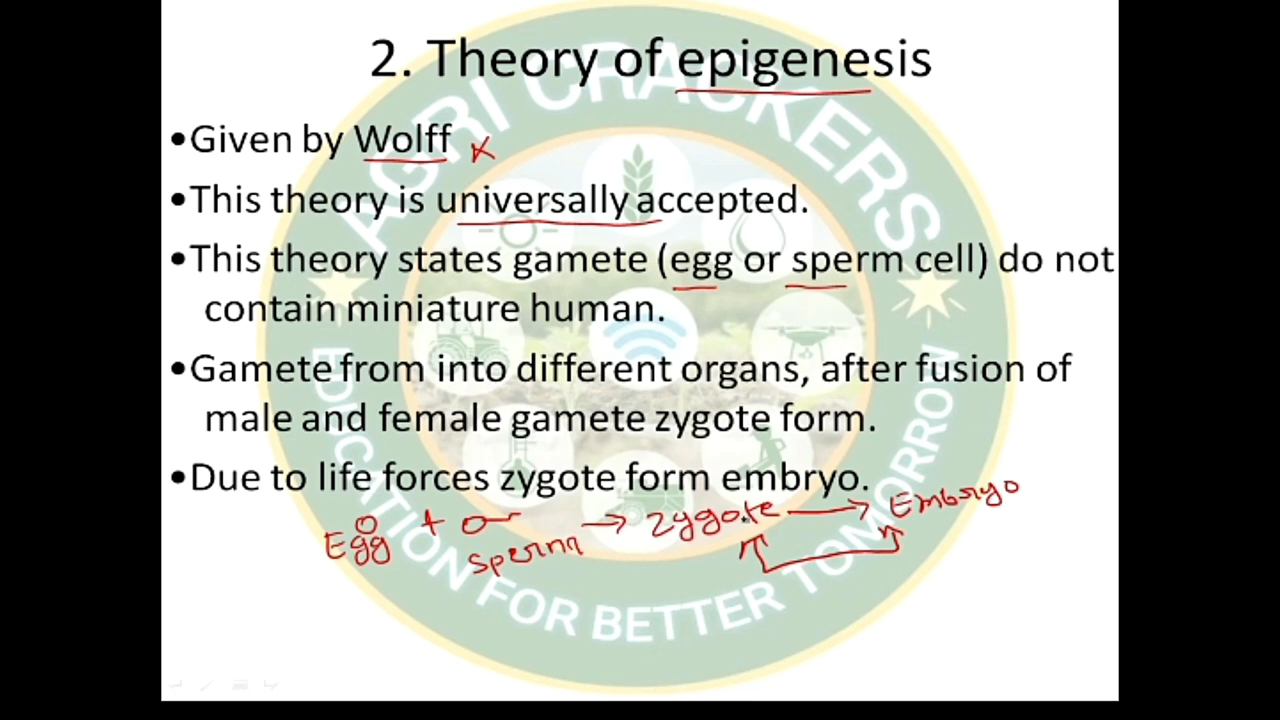 2. Theory of epigenesis
•Given by Wolff
•This theory is universally accepted.
•This theory states gamete (egg or sperm cell) do not
contain miniature human.
•Gamete from into different organs, after fusion of
male and female gamete zygote form.
•Due to life forces zygote form embryo.
Egg + Sperm → Zygote → Embryo
AGRI CRACKERS
EDUCATION FOR BETTER TOMORROW